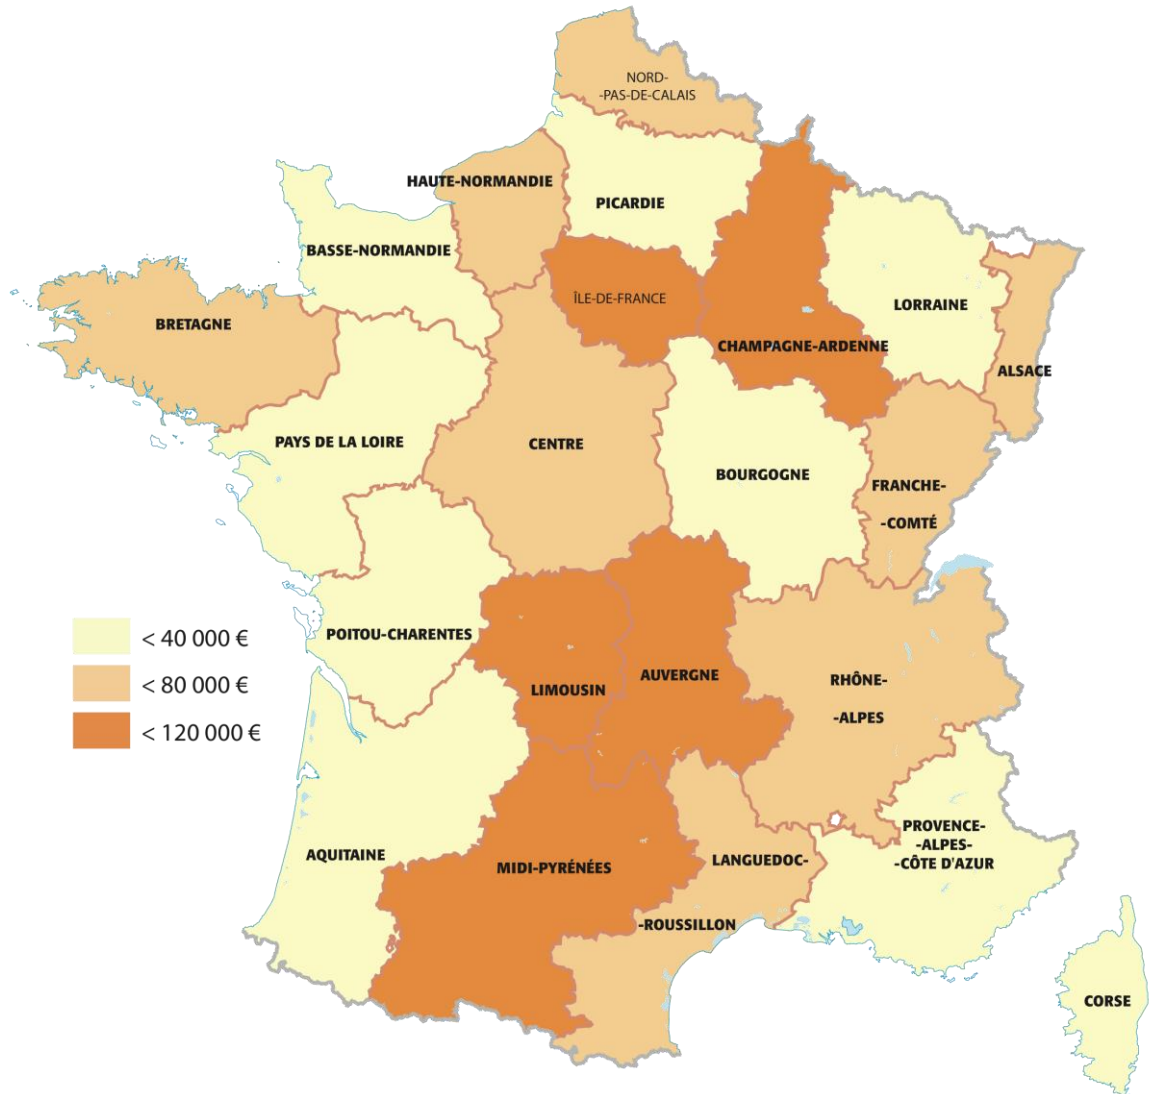 NORD-
-PAS-DE-CALAIS
HAUTE-NORMANDIE
PICARDIE
BASSE-NORMANDIE
ÎLE-DE-FRANCE
LORRAINE
BRETAGNE
CHAMPAGNE-ARDENNE
ALSACE
PAYS DE LA LOIRE
CENTRE
BOURGOGNE
FRANCHE-
-COMTÉ
POITOU-CHARENTES
LIMOUSIN
AUVERGNE
RHÔNE-
-ALPES
< 40 000 €
< 80 000 €
< 120 000 €
AQUITAINE
MIDI-PYRÉNÉES
LANGUEDOC-
-ROUSSILLON
PROVENCE-
-ALPES-
-CÔTE D'AZUR
CORSE